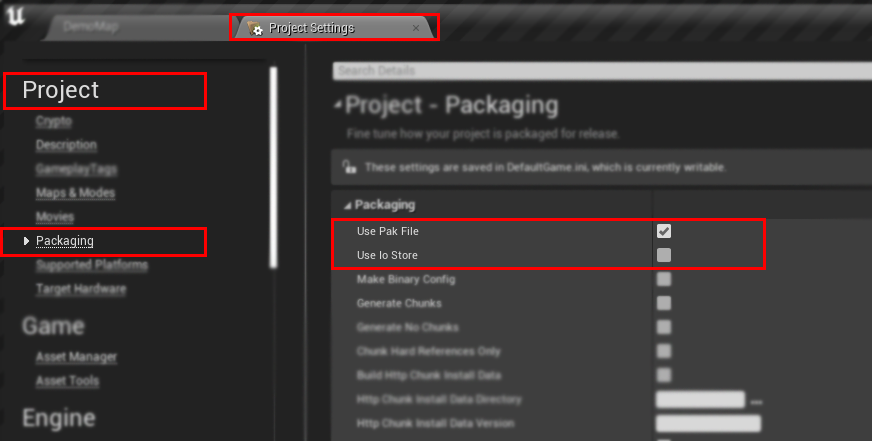 DemoMap
Project Settings
Search Details
Project
Project - Packaging
Fine tune how your project is packaged for release.
Crypto
Description
GameplayTags
Maps & Modes
Movies
Packaging
Supported Platforms
Target Hardware
Game
Asset Manager
Asset Tools
Engine
These settings are saved in DefaultGame.ini, which is currently writable.
Packaging
Use Pak File
Use Io Store
Make Binary Config
Generate Chunks
Generate No Chunks
Chunk Hard References Only
Build Http Chunk Install Data
Http Chunk Install Data Directory
Http Chunk Install Data Version